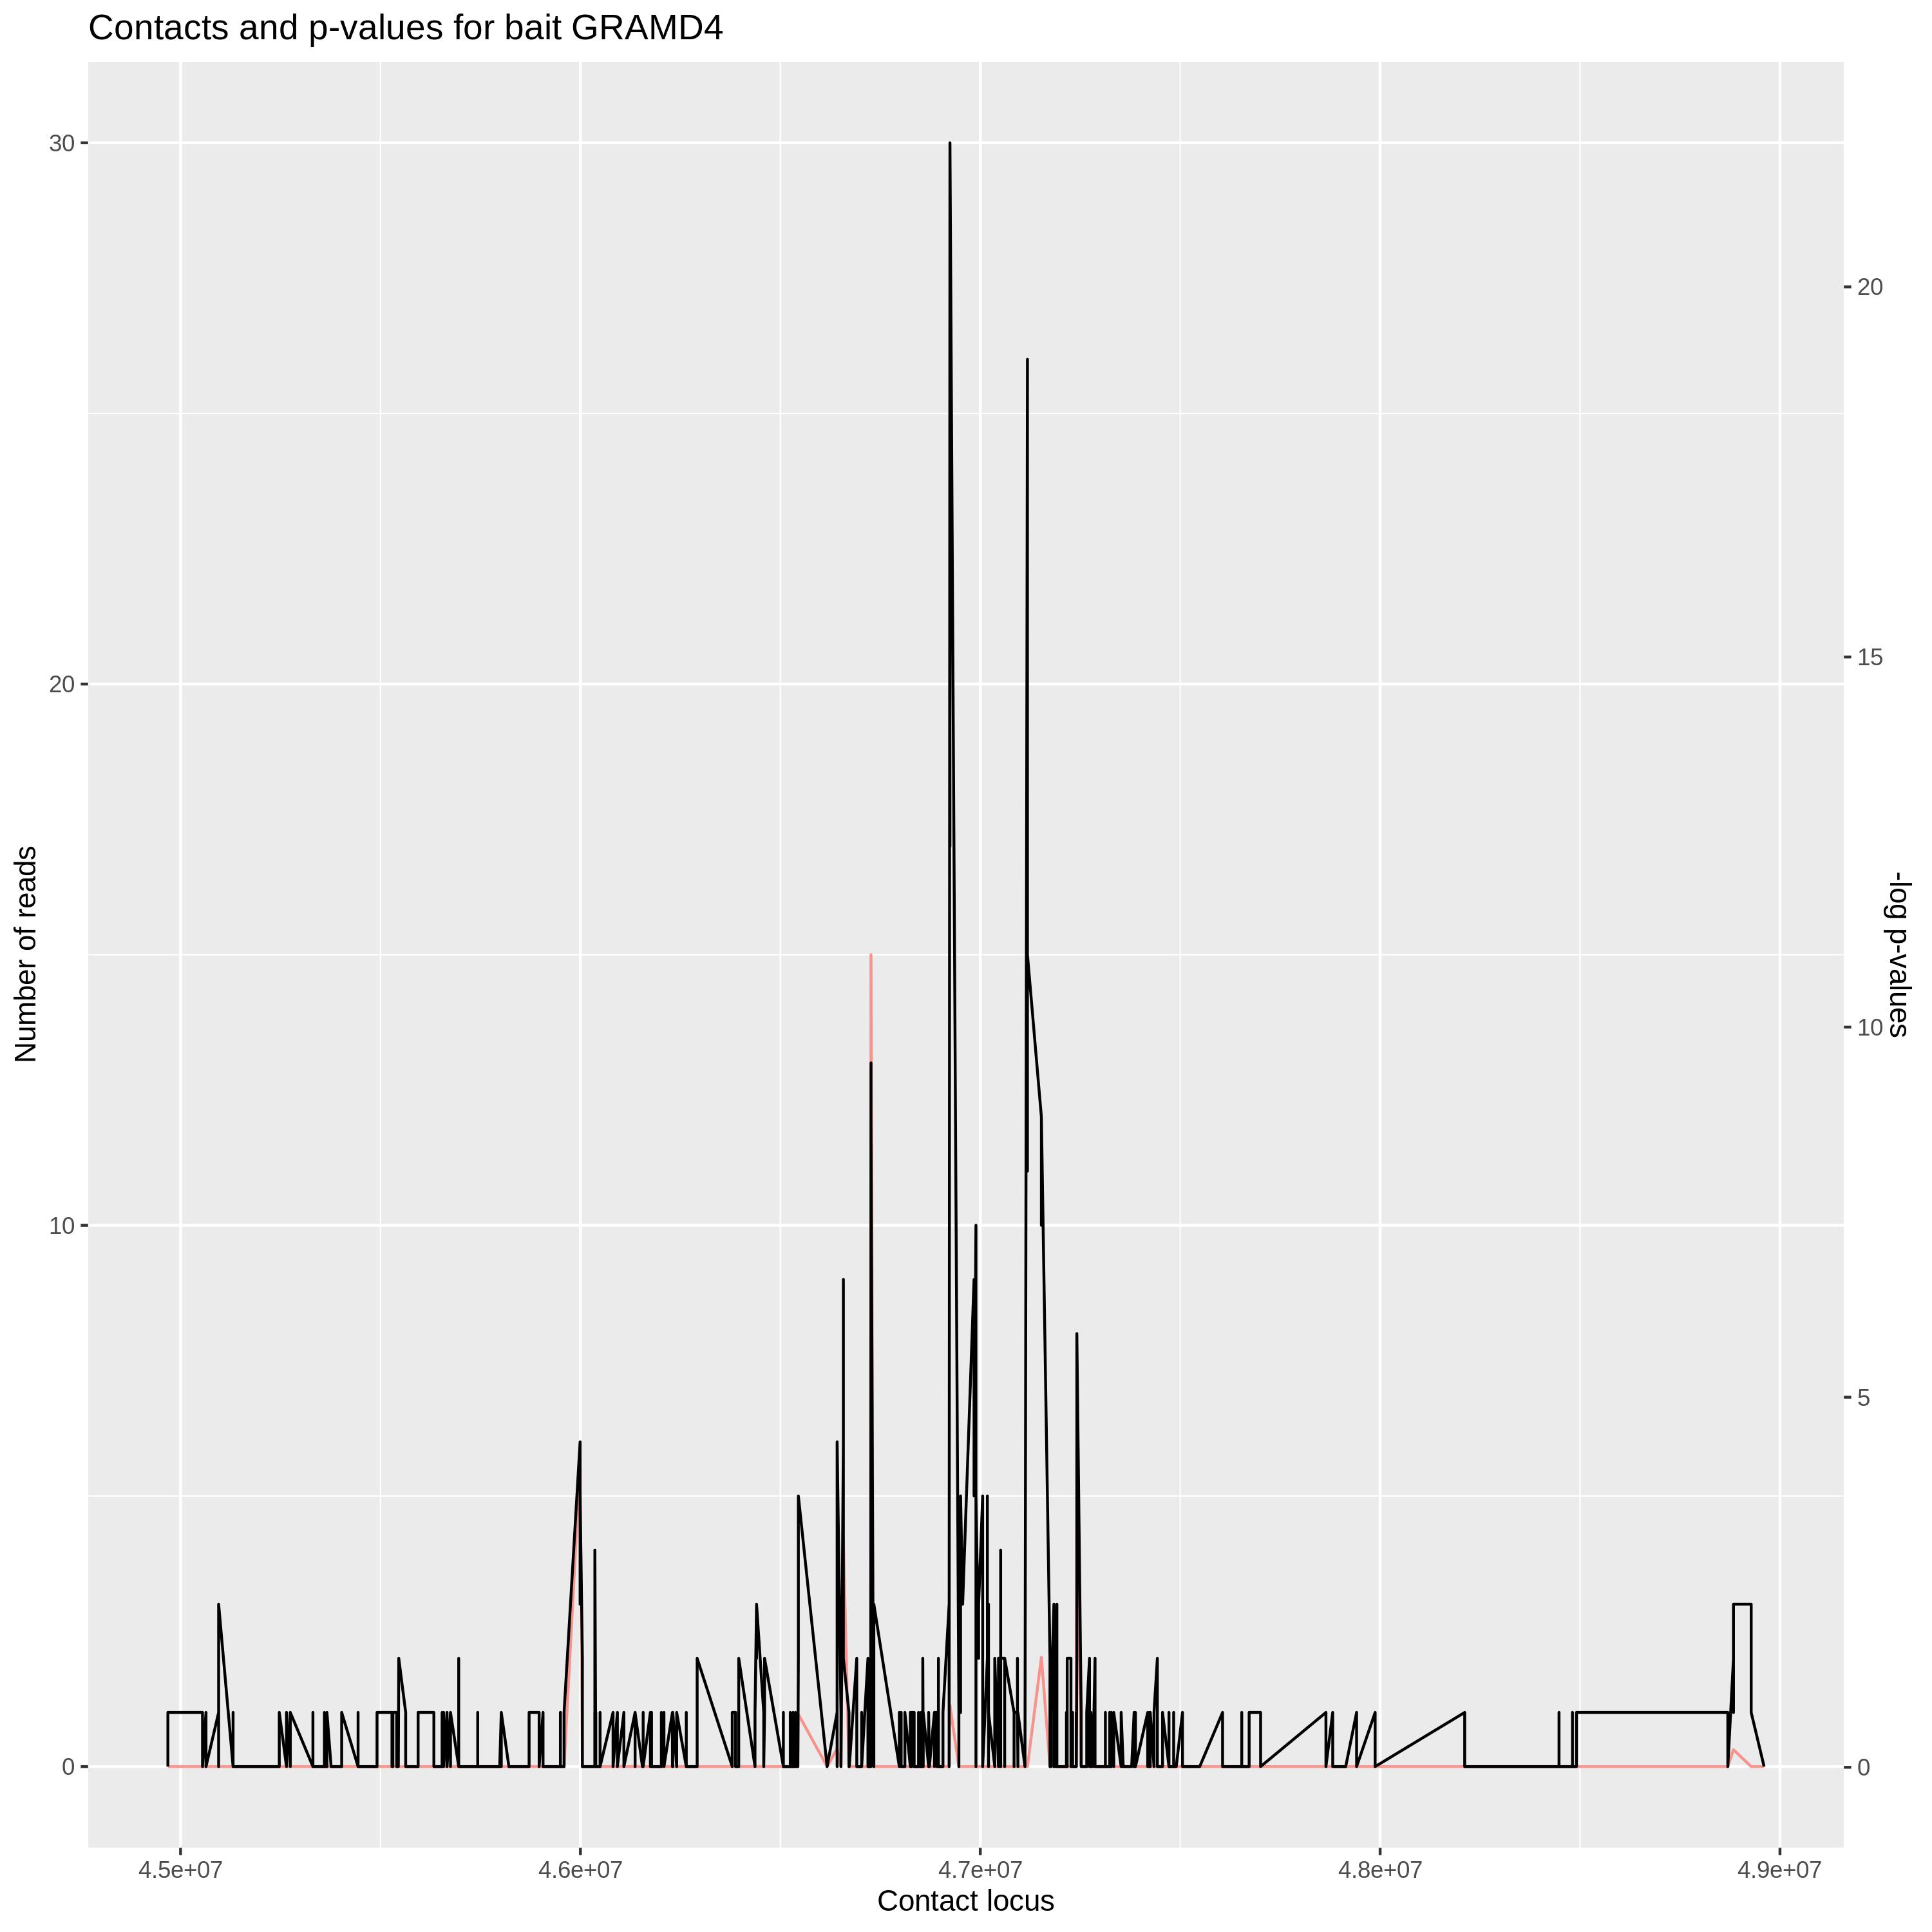 Contacts and p-values for bait GRAMD4
30
20
10
0
Number of reads
20
15
10
5
0
-log p-values
4.5e+07
4.6e+07
4.7e+07
4.8e+07
4.9e+07
Contact locus